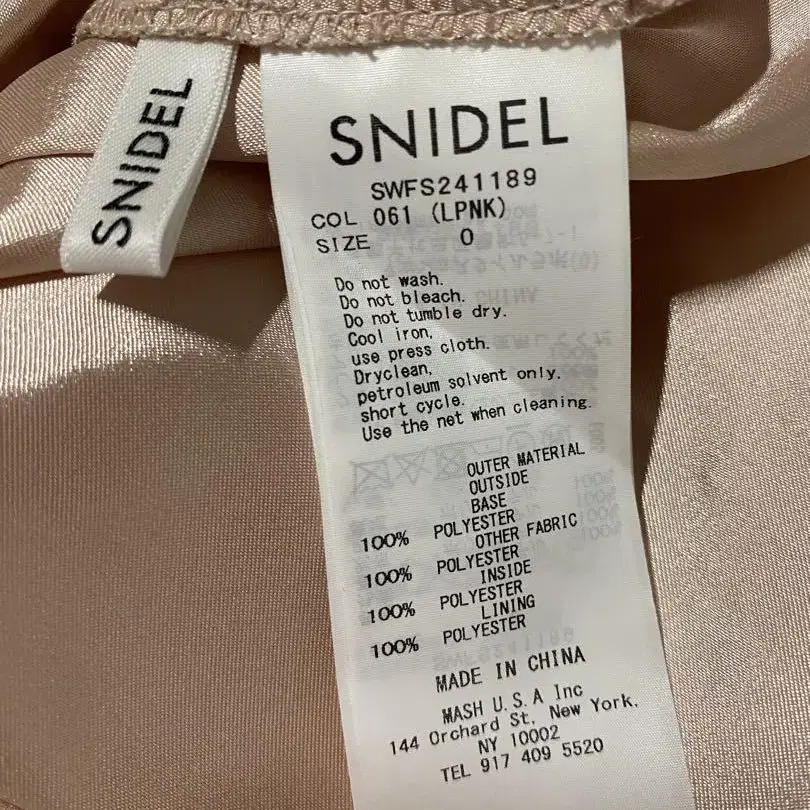 SNIDEL
SNIDEL
SWFS241189
COL 061 (LPNK)
SIZE 0
Do not wash.
Do not bleach.
Do not tumble dry.
Cool iron,
use press cloth.
Dryclean,
petroleum solvent only.
short cycle.
Use the net when cleaning.
OUTER MATERIAL
OUTSIDE
BASE
100% POLYESTER
OTHER FABRIC
100% POLYESTER
INSIDE
100% POLYESTER
LINING
100% POLYESTER
MADE IN CHINA
MASH U.S.A Inc
144 Orchard St, New York.
NY 10002
TEL 917 409 5520